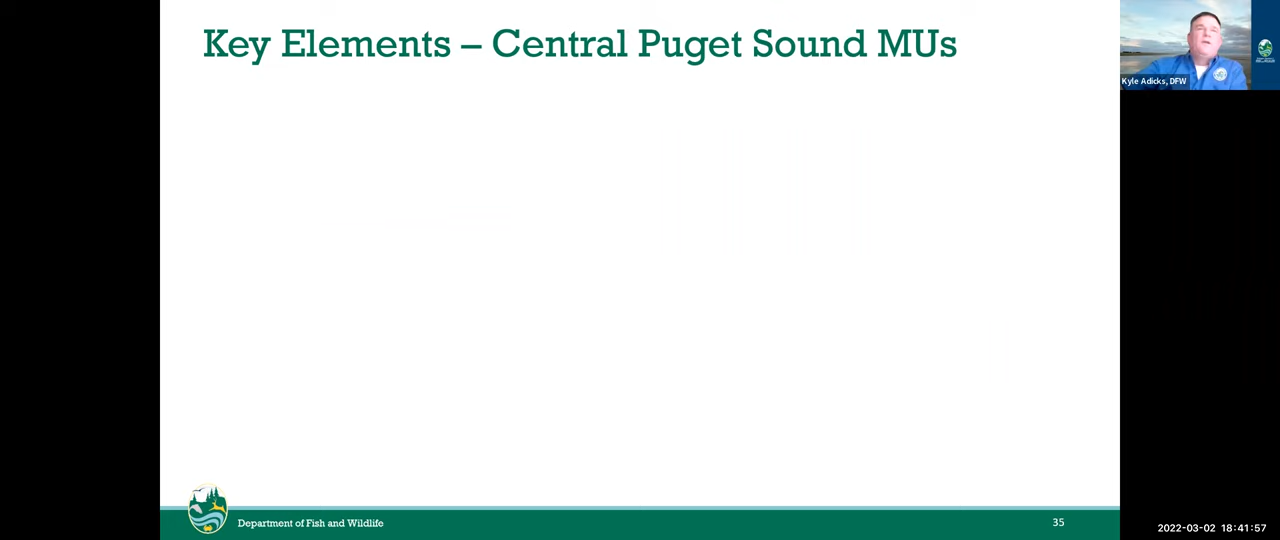 Key Elements – Central Puget Sound MUs
Kyle Adicks, DFW
Department of Fish and Wildlife
35
2022-03-02 18:41:57